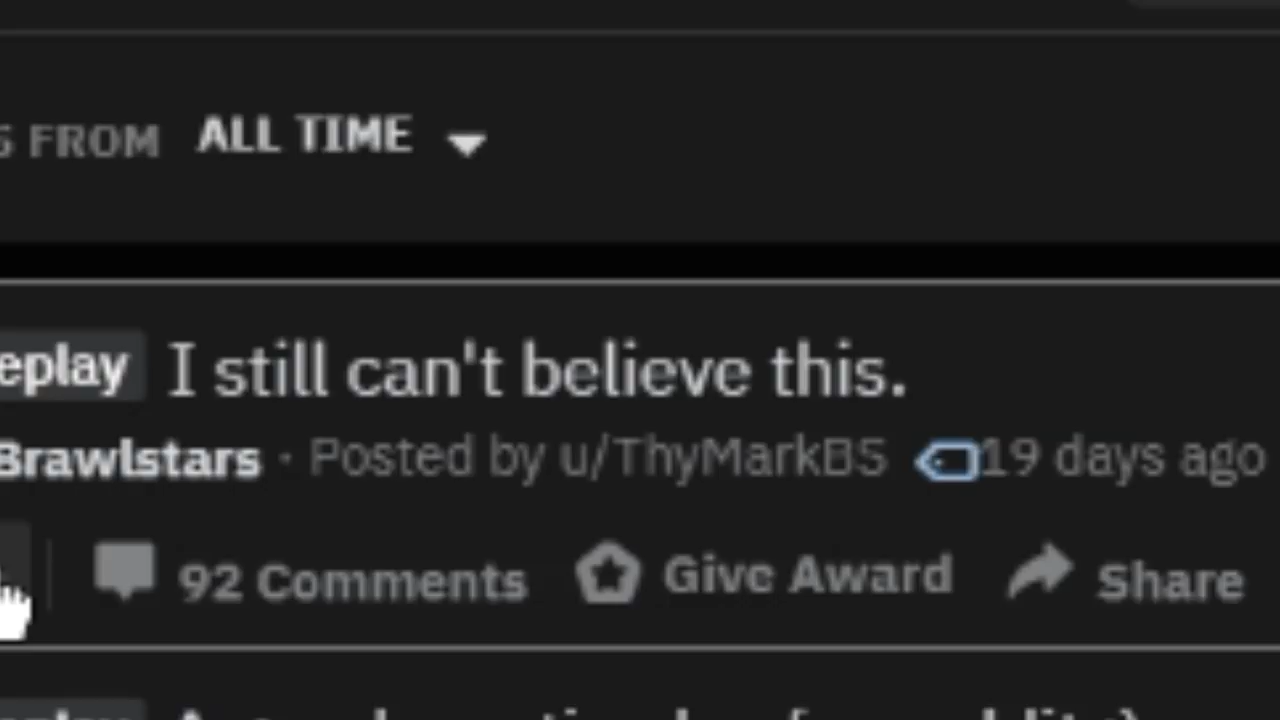 FROM ALL TIME
eplay I still can't believe this.
Brawlstars · Posted by u/ThyMarkBS 19 days ago
92 Comments Give Award Share